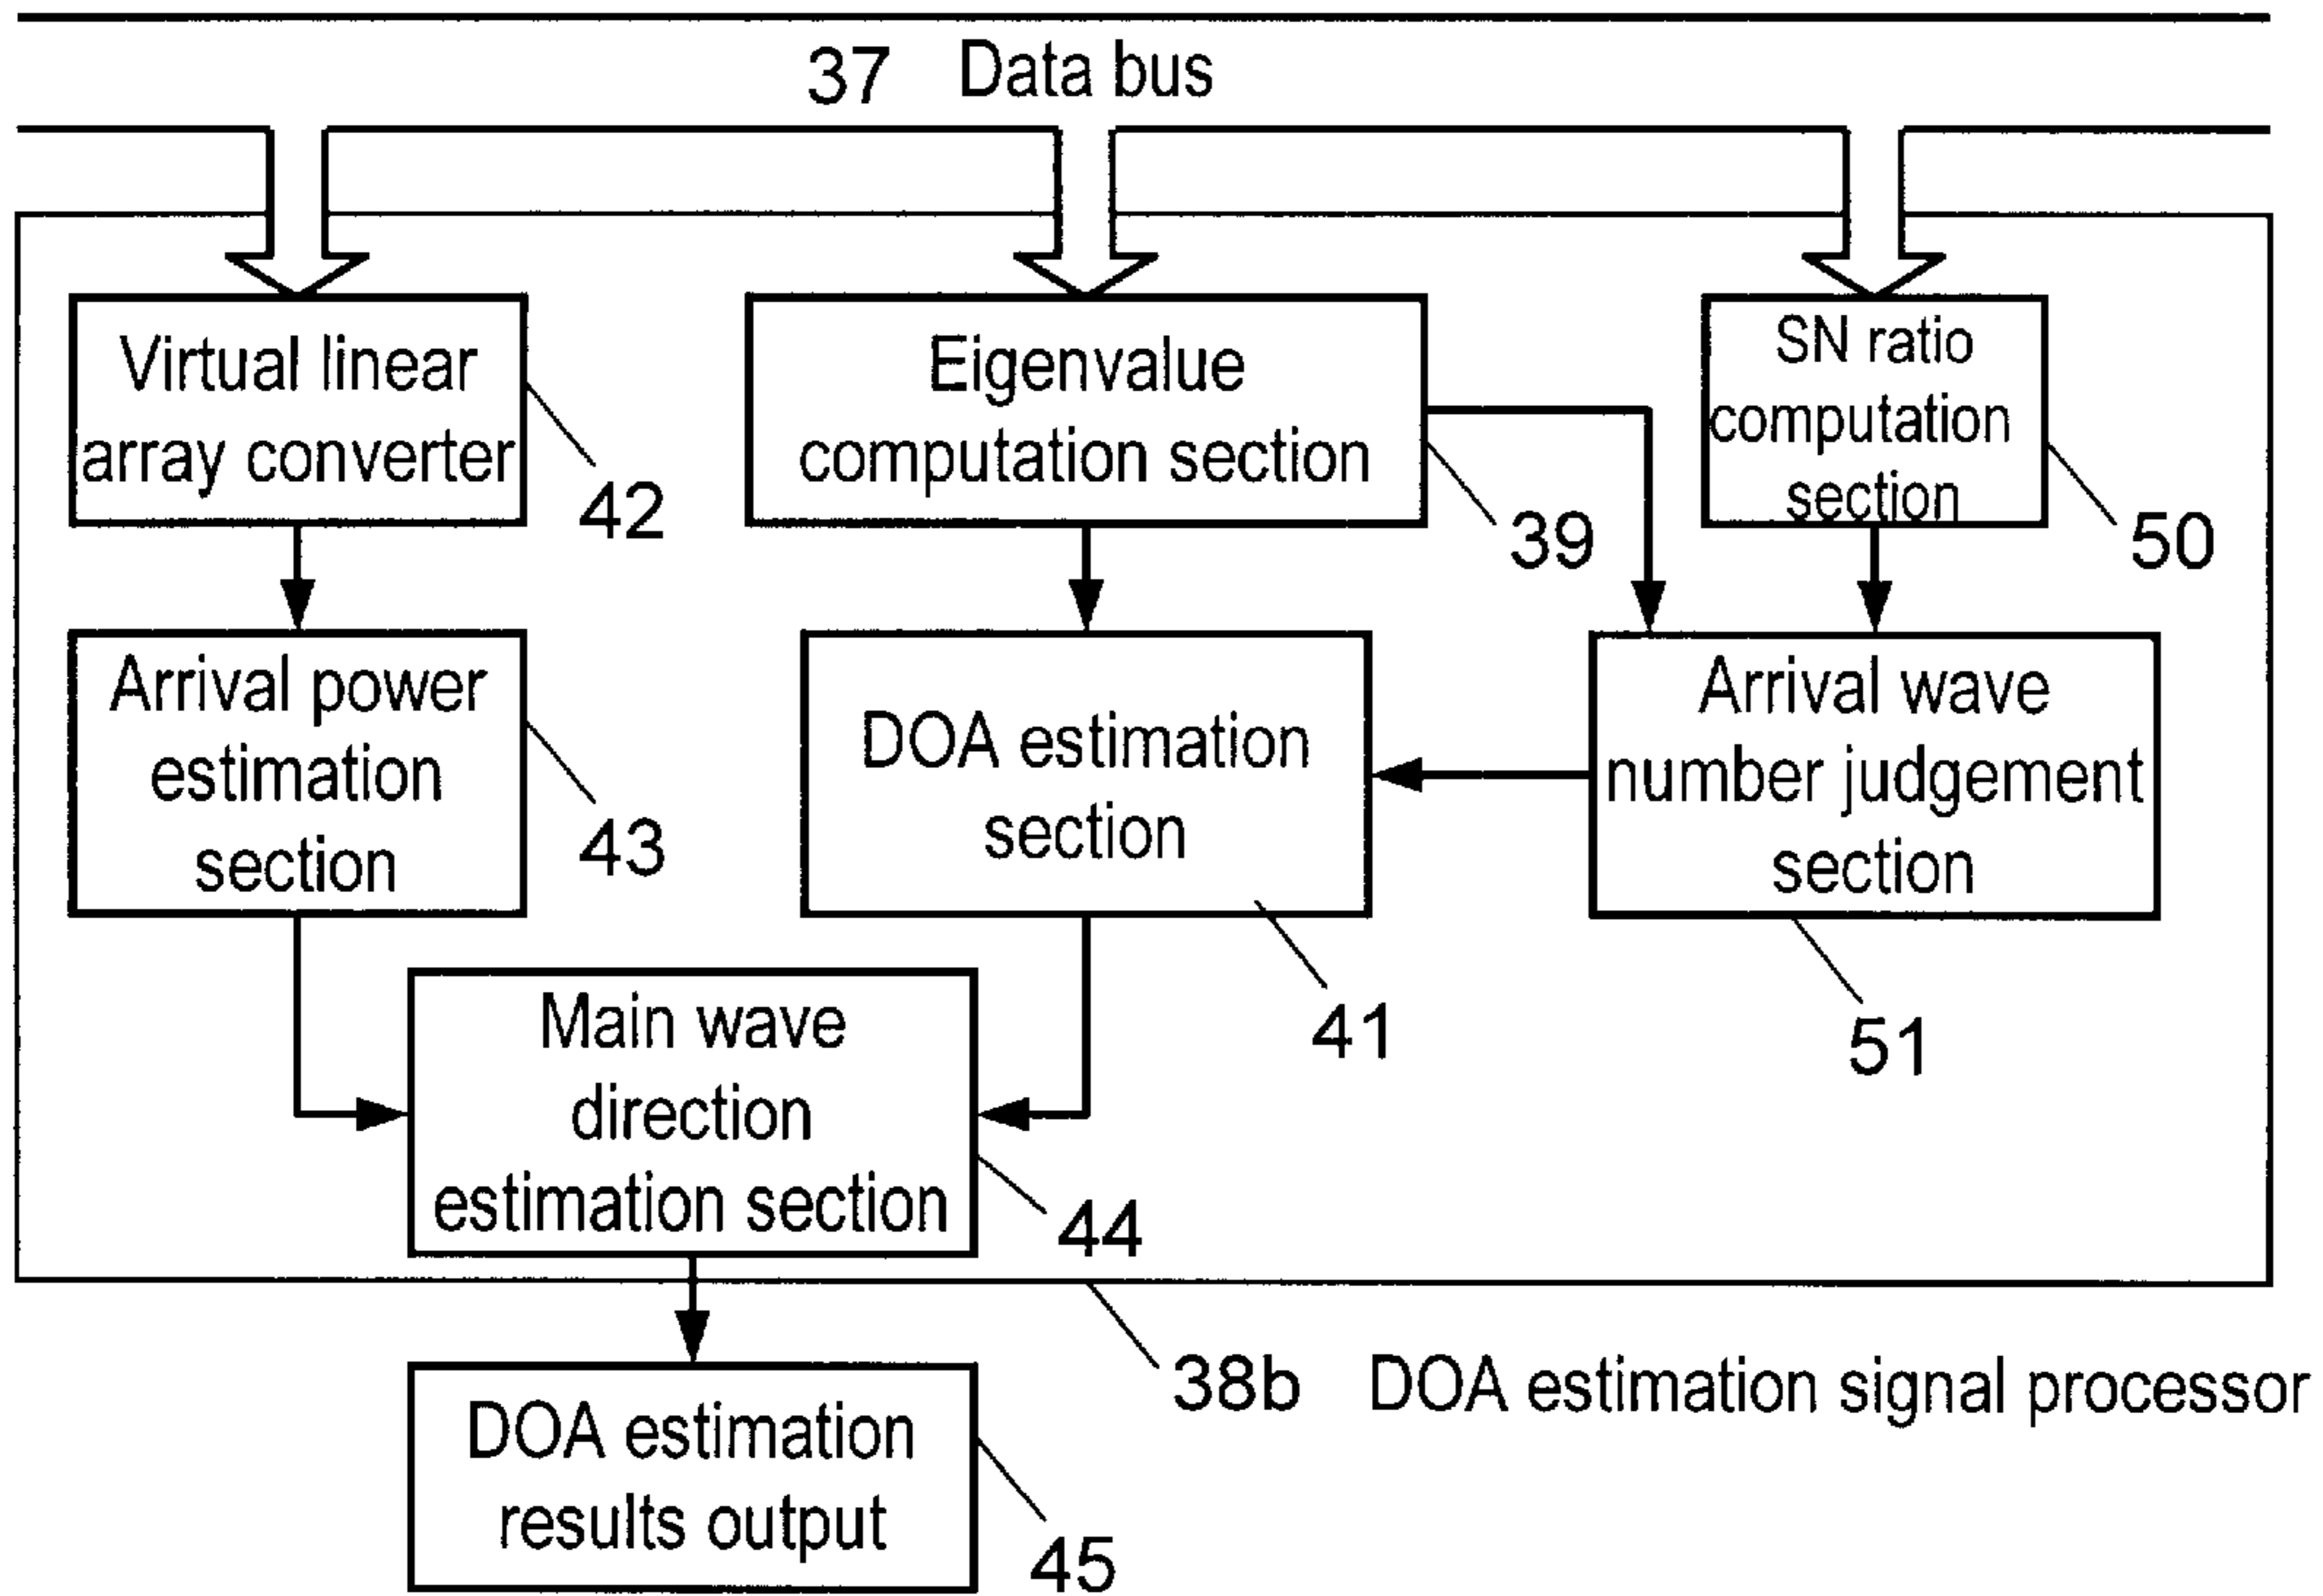 37 Data bus
Virtual linear
array converter
42
Eigenvalue
computation section
39
SN ratio
computation
section
50
Arrival power
estimation
section
43
DOA estimation
section
41
Arrival wave
number judgement
section
51
Main wave
direction
estimation section
44
38b DOA estimation signal processor
DOA estimation
results output
45